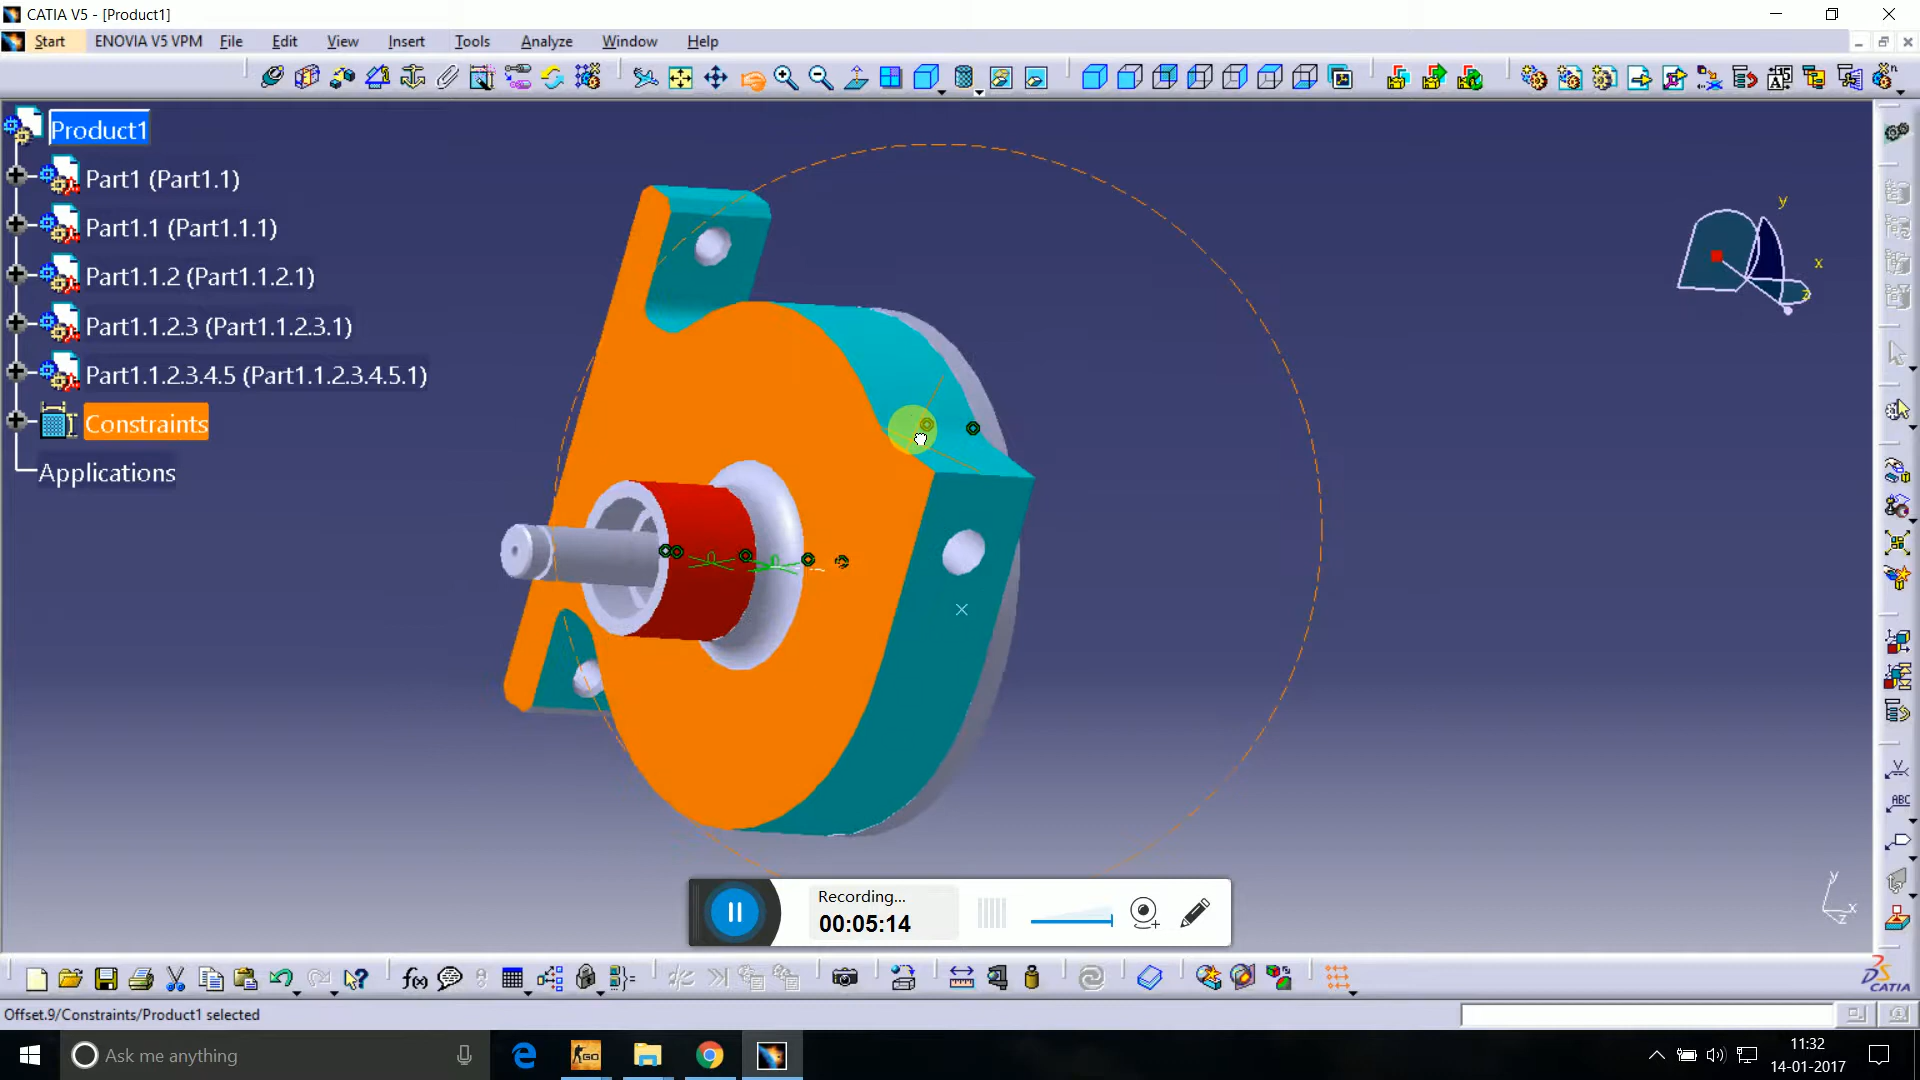 CATIA V5 - [Product1]
Start ENOVIA V5 VPM File Edit View Insert Tools Analyze Window Help
Product1
Part1 (Part1.1)
Part1.1 (Part1.1.1)
Part1.1.2 (Part1.1.2.1)
Part1.1.2.3 (Part1.1.2.3.1)
Part1.1.2.3.4.5 (Part1.1.2.3.4.5.1)
Constraints
Applications
y
x
z
Recording...
00:05:14
y
x
z
ABC
f(x)
CATIA
Offset.9/Constraints/Product1 selected
Ask me anything
GO
11:32
14-01-2017